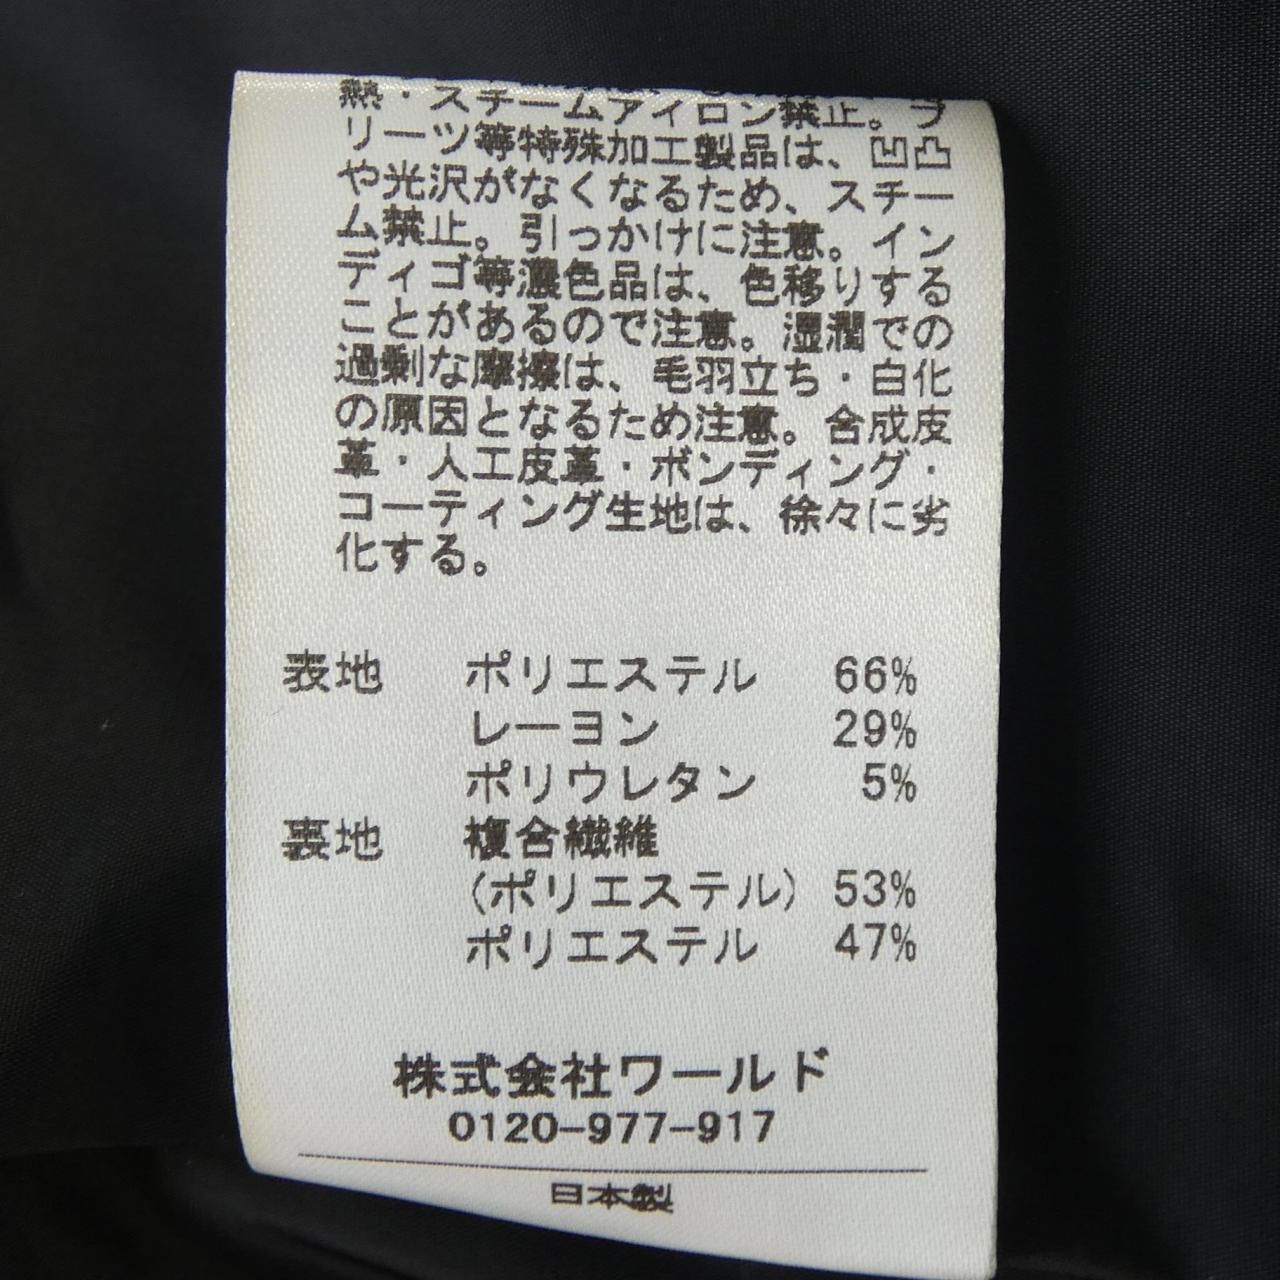 熱・スチームアイロン禁止。プ
リーツ等特殊加工製品は、凹凸
や光沢がなくなるため、スチー
ム禁止。引っかけに注意。イン
ディゴ等濃色品は、色移りする
ことがあるので注意。湿潤での
過剰な摩擦は、毛羽立ち・白化
の原因となるため注意。合成皮
革・人工皮革・ボンディング・
コーティング生地は、徐々に劣
化する。
表地 ポリエステル 66%
レーヨン 29%
ポリウレタン 5%
裏地 複合繊維
(ポリエステル) 53%
ポリエステル 47%
株式会社ワールド
0120-977-917
日本製